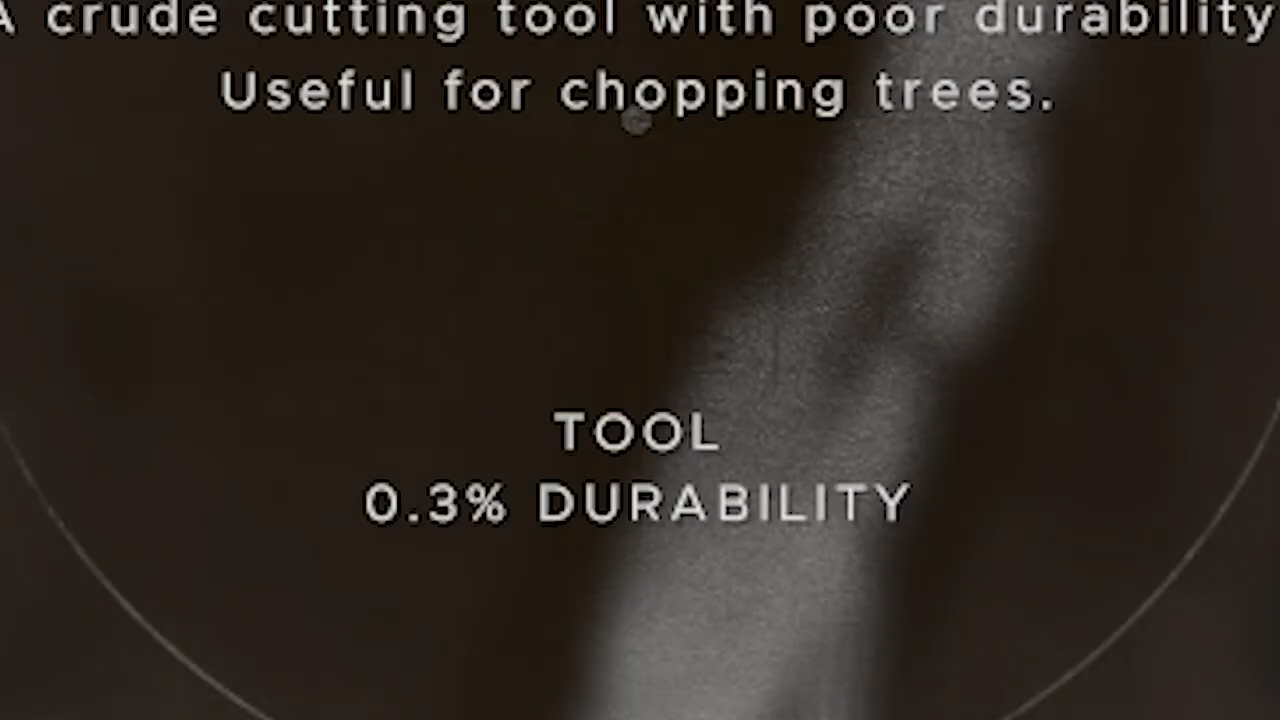 A crude cutting tool with poor durability
Useful for chopping trees.
TOOL
0.3% DURABILITY